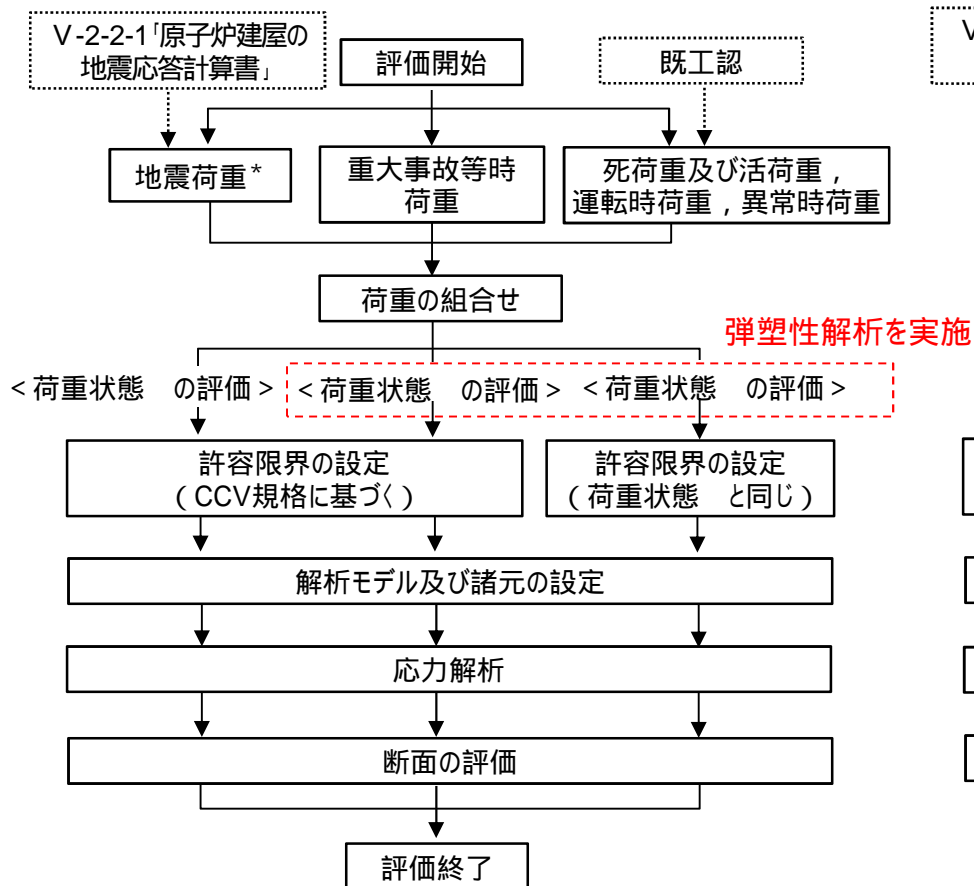 Ⅴ-2-2-1「原子炉建屋の
地震応答計算書」
評価開始
既工認
V
地震荷重*
重大事故等時
荷重
死荷重及び活荷重，
運転時荷重，異常時荷重
荷重の組合せ
弾塑性解析を実施
＜荷重状態　の評価＞
＜荷重状態　の評価＞
＜荷重状態　の評価＞
許容限界の設定
（CCV規格に基づく）
許容限界の設定
（荷重状態　と同じ）
解析モデル及び諸元の設定
応力解析
断面の評価
評価終了